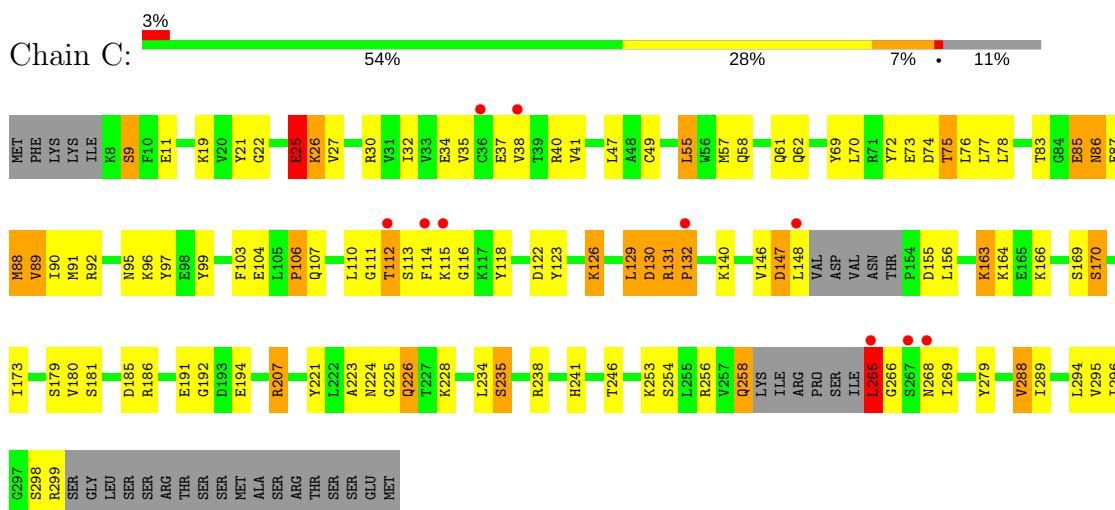 3%
Chain C:
54% 28% 7% • 11%
MET PHE LYS LYS ILE K8 S9 F10 E11 K19 V20 Y21 G22 E25 K26 V27 R30 V31 I32 V33 E34 V35 C36 E37 V38 T39 R40 V41 L47 A48 C49 L55 W56 M57 Q58 Q61 Q62 Y69 L70 R71 Y72 E73 D74 T75 L76 L77 L78 T83 G84 E85 N86
M88 V89 I90 M91 R92 N95 K96 Y97 E98 Y99 F103 E104 L105 P106 Q107 L110 G111 T112 S113 F114 K115 G116 K117 Y118 D122 Y123 K126 L129 D130 R131 P132 K140 V146 D147 L148 VAL ASP VAL ASN THR P154 D155 L156 K163 K164 E165 K166 S169 S170
I173 S179 V180 S181 D185 R186 E191 G192 D193 E194 R207 Y221 L222 A223 N224 G225 Q226 T227 K228 L234 S235 R238 H241 T246 K253 S254 L255 R256 V257 Q258 LYS ILE ARG PRO SER ILE L265 G266 S267 N268 I269 Y279 V288 I289 L294 V295
G297 S298 R299 SER GLY LEU SER SER ARG THR SER SER MET ALA SER ARG THR SER SER GLU MET